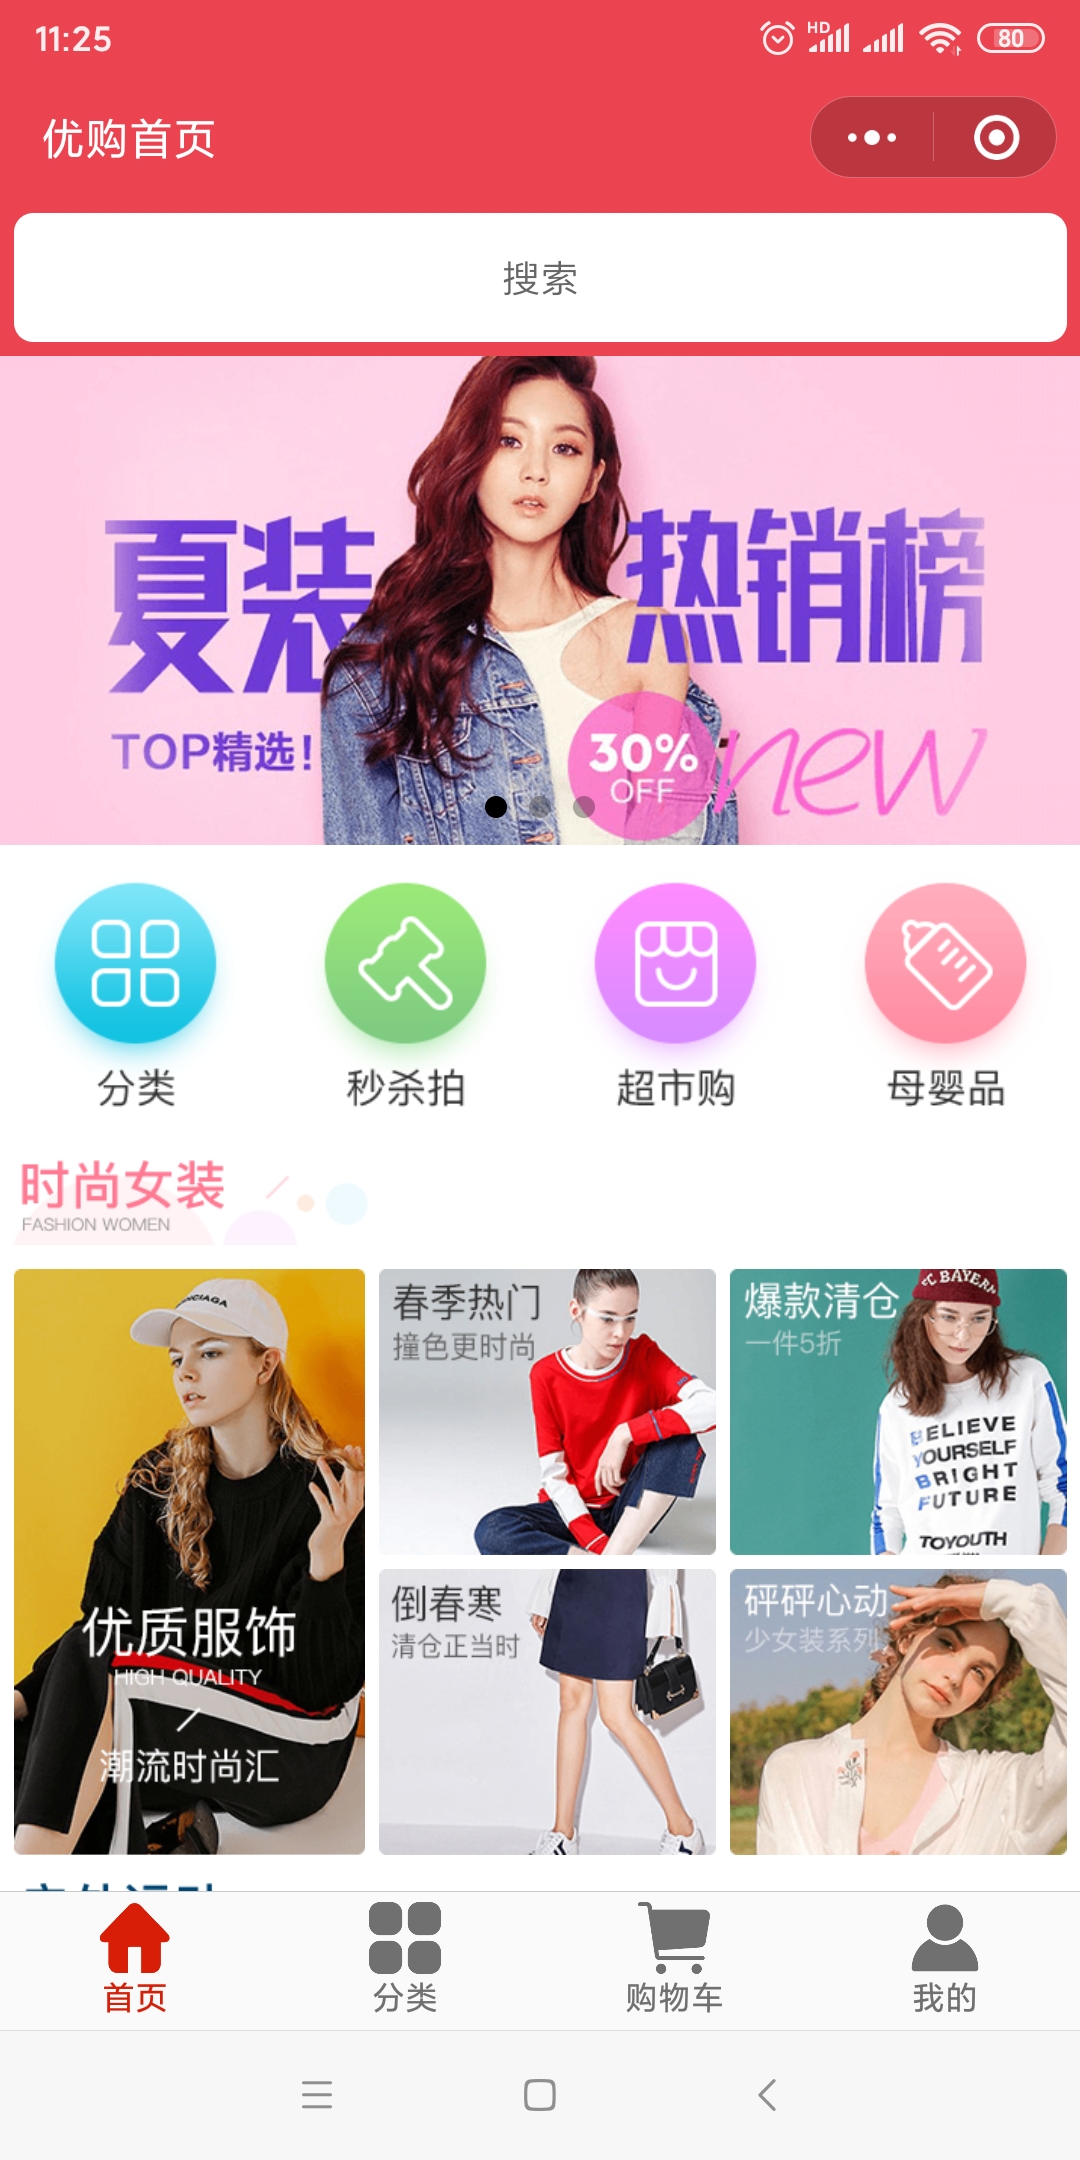 11:25
HD
80
优购首页
搜索
夏装
热销榜
TOP精选!
30%
OFF
new
分类
秒杀拍
超市购
母婴品
时尚女装
FASHION WOMEN
春季热门
撞色更时尚
爆款清仓
一件5折
FC BAYERN
BELIEVE
YOURSELF
BRIGHT
FUTURE
TOYOUTH
优质服饰
HIGH QUALITY
潮流时尚汇
倒春寒
清仓正当时
砰砰心动
少女装系列
首页
分类
购物车
我的